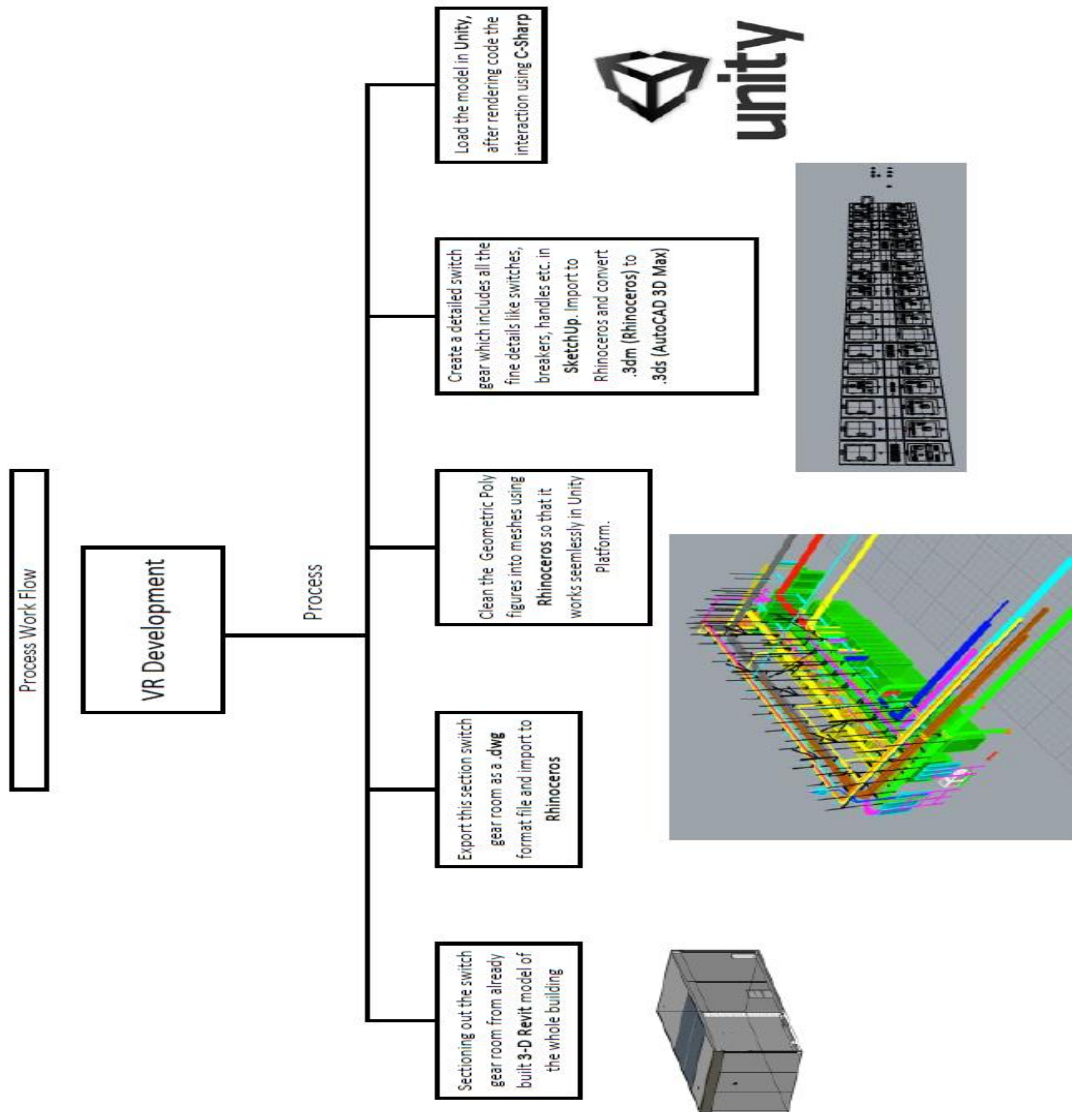 Process Work Flow
VR Development
Process
Sectioning out the switch
gear room from already
built 3-D Revit model of
the whole building
Export this section switch
gear room as a .dwg
format file and import to
Rhinoceros
Clean the Geometric Poly
figures into meshes using
Rhinoceros so that it
works seemlessly in Unity
Platform.
Create a detailed switch
gear which includes all the
fine details like switches,
breakers, handles etc. in
SketchUp. Import to
Rhinoceros and convert
.3dm (Rhinoceros) to
.3ds (AutoCAD 3D Max)
Load the model in Unity,
after rendering code the
interaction using C-Sharp
unity